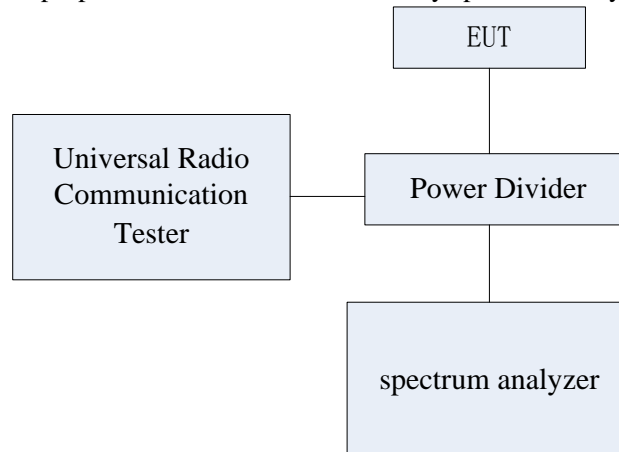 EUT
Universal Radio
Communication
Tester
Power Divider
spectrum analyzer